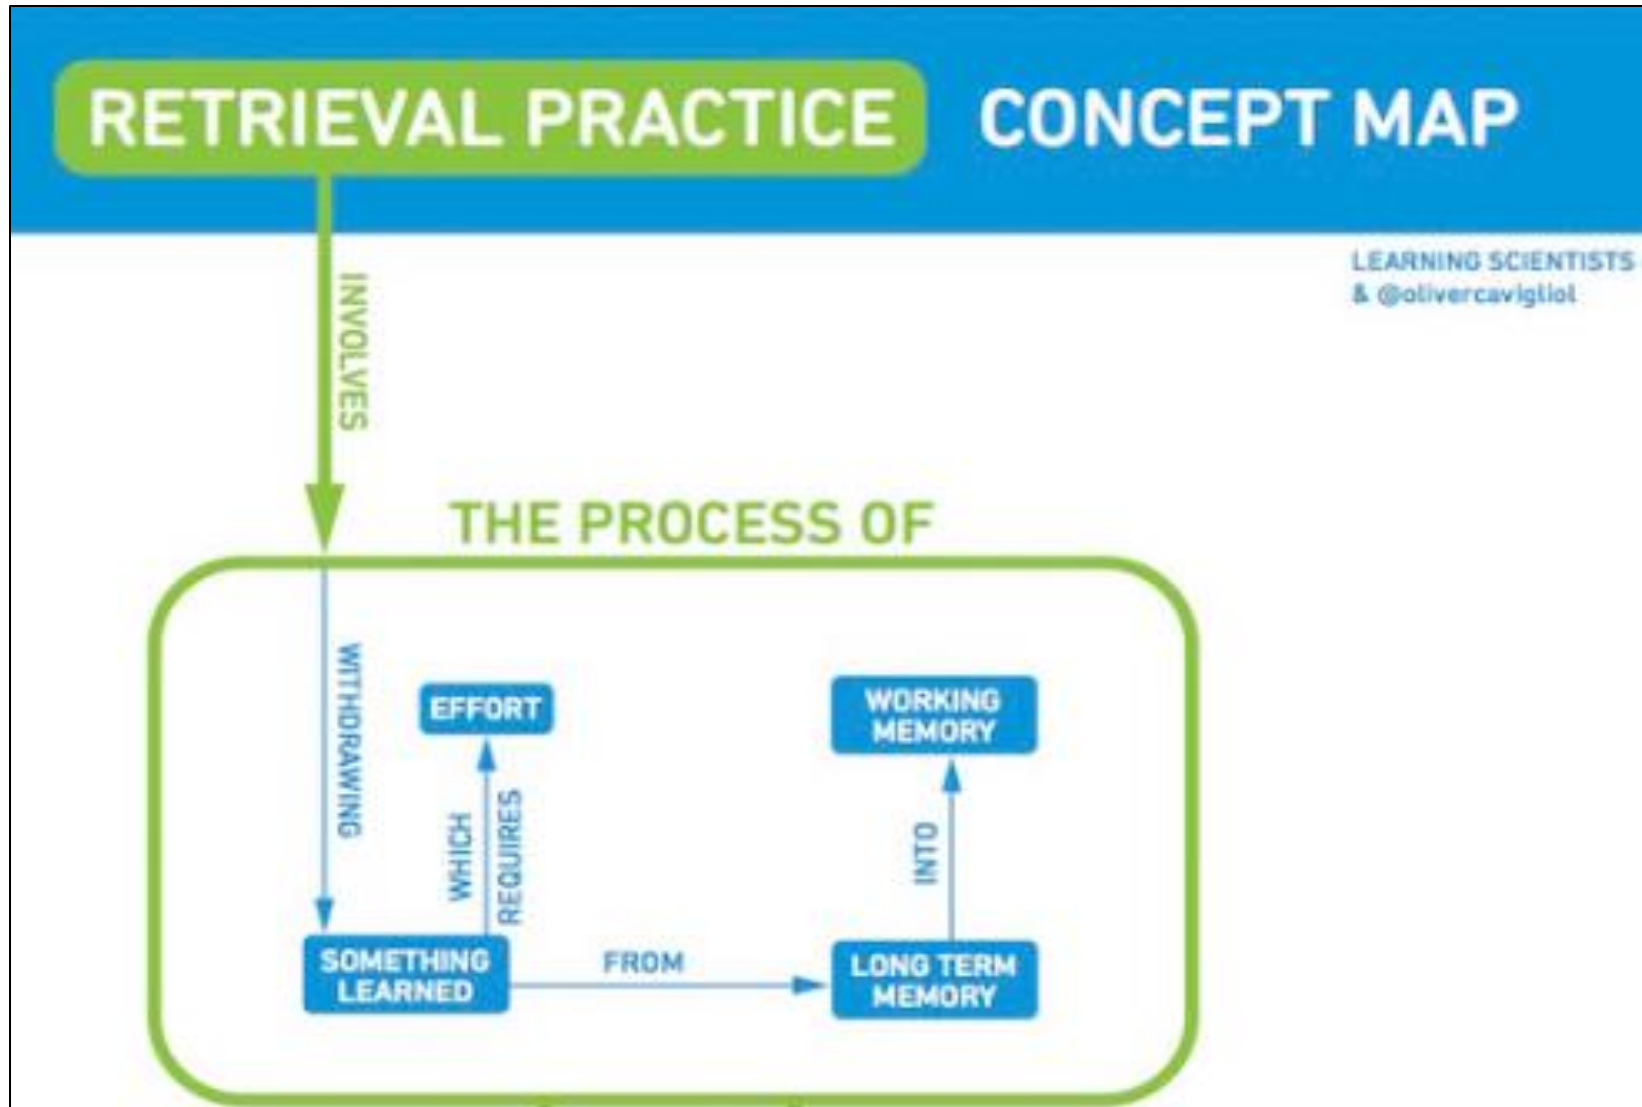 RETRIEVAL PRACTICE CONCEPT MAP
LEARNING SCIENTISTS
& @olivercavigliol
INVOLVES
THE PROCESS OF
WITHDRAWING
EFFORT
WHICH
REQUIRES
WORKING
MEMORY
INTO
SOMETHING
LEARNED
FROM
LONG TERM
MEMORY